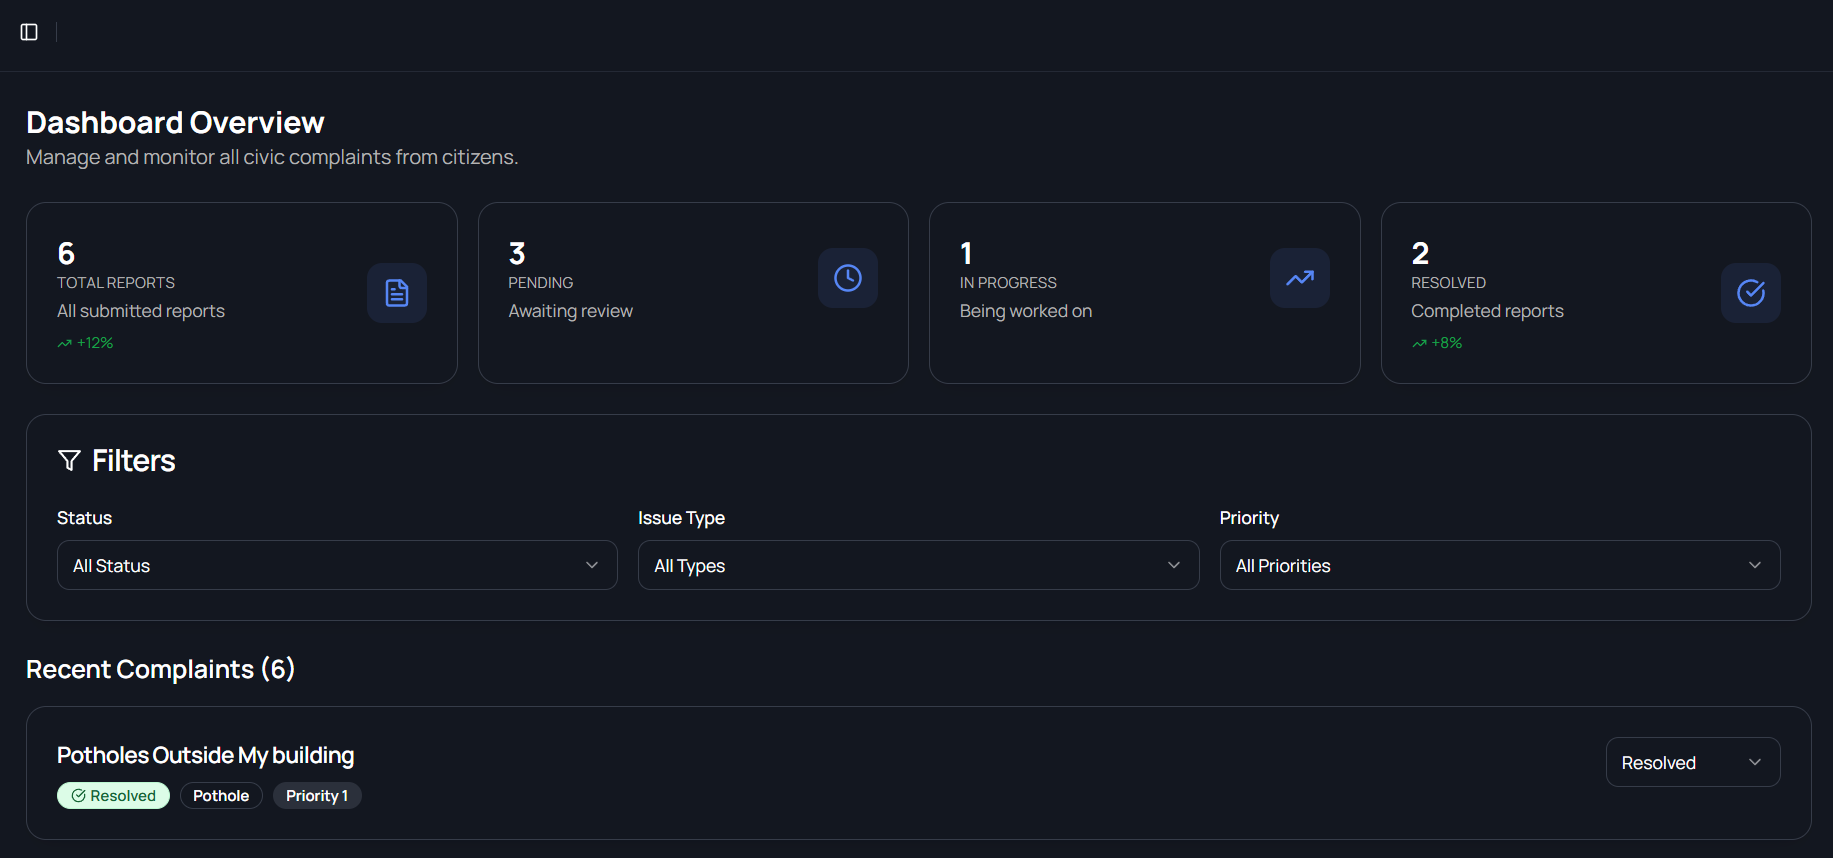 Dashboard Overview
Manage and monitor all civic complaints from citizens.
6
TOTAL REPORTS
All submitted reports
+12%
3
PENDING
Awaiting review
1
IN PROGRESS
Being worked on
2
RESOLVED
Completed reports
+8%
Filters
Status
All Status
Issue Type
All Types
Priority
All Priorities
Recent Complaints (6)
Potholes Outside My building
Resolved Pothole Priority 1
Resolved